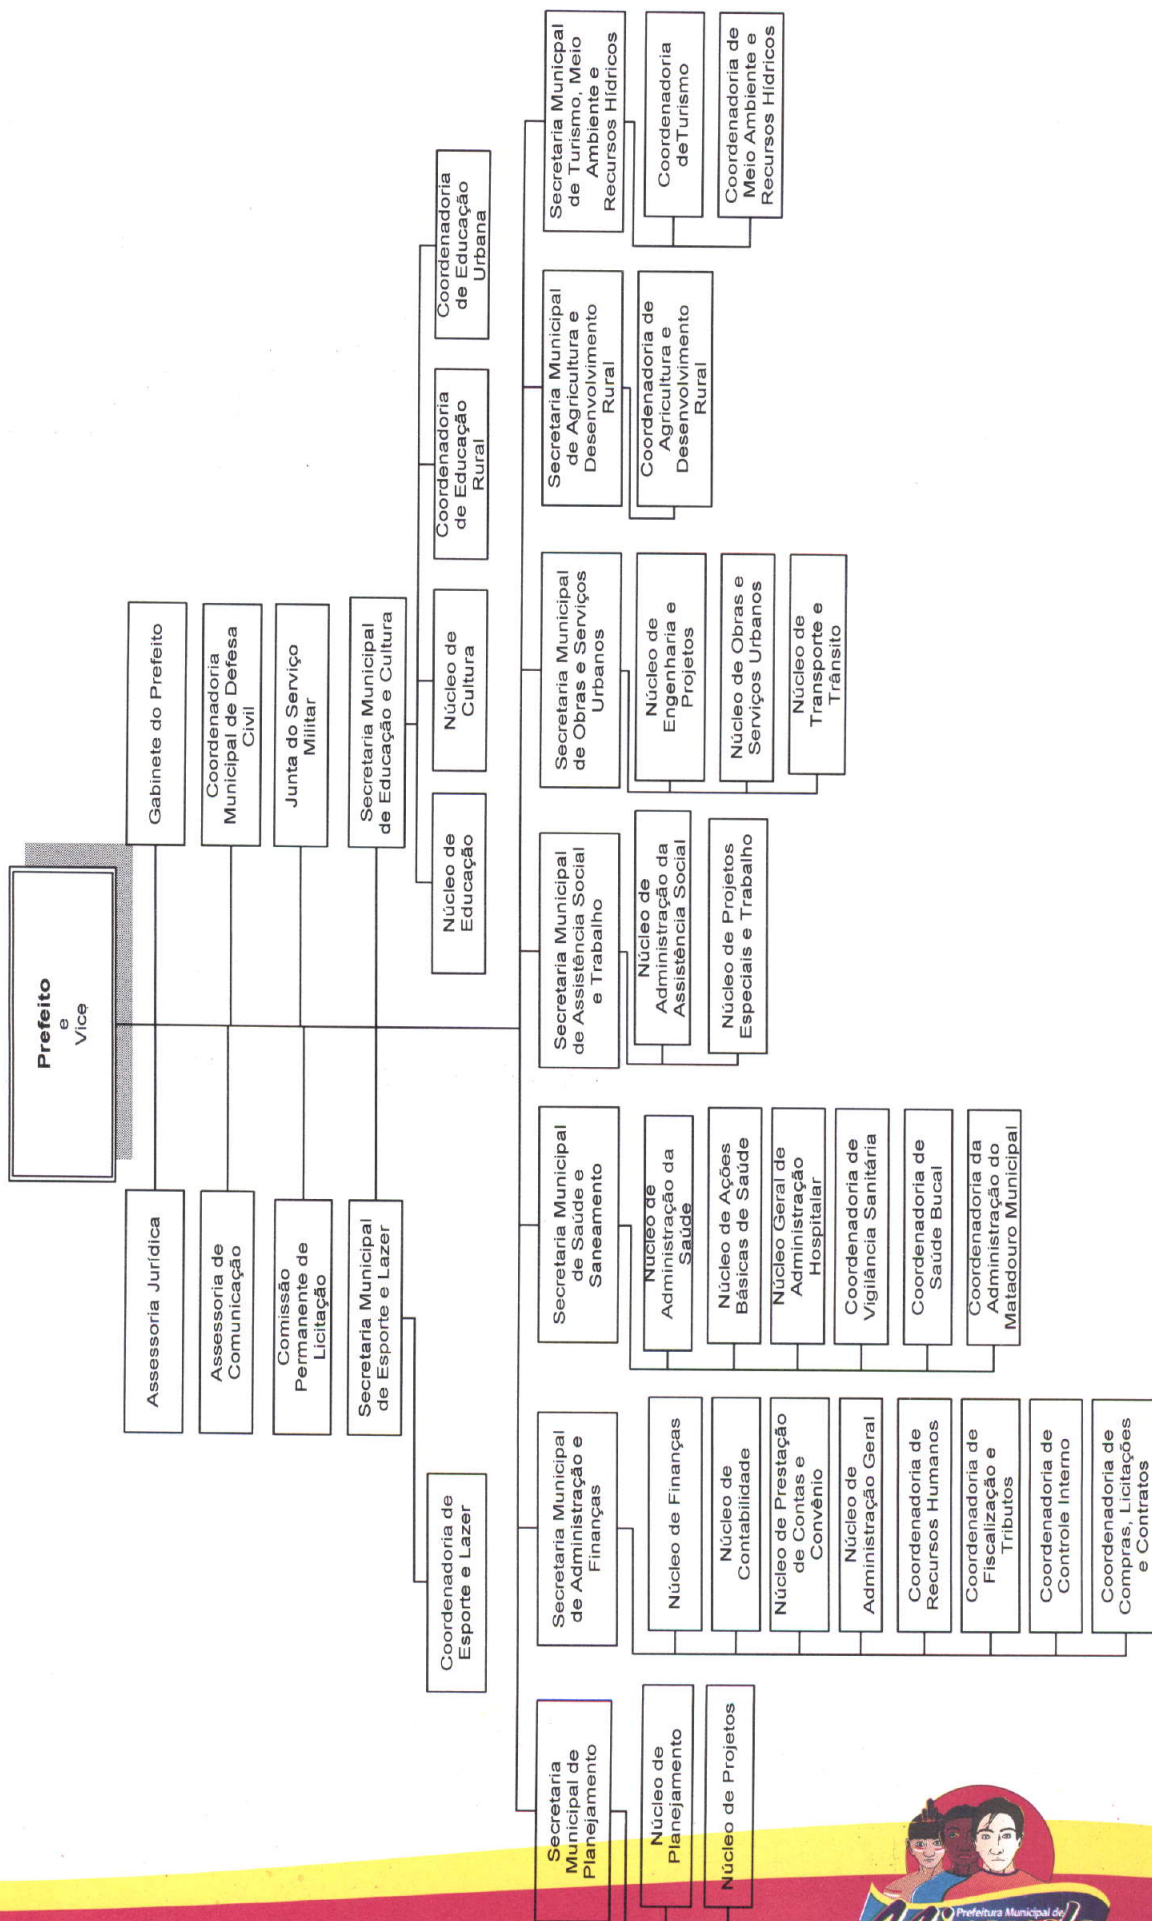 Prefeito
e
Vice
Assessoria Jurídica
Gabinete do Prefeito
Assessoria de
Comunicação
Coordenadoria
Municipal de Defesa
Civil
Comissão
Permanente de
Licitação
Junta do Serviço
Militar
Secretaria Municipal
de Esporte e Lazer
Secretaria Municipal
de Educação e Cultura
Coordenadoria de
Esporte e Lazer
Núcleo de
Educação
Núcleo de
Cultura
Coordenadoria
de Educação
Rural
Coordenadoria
de Educação
Urbana
Secretaria
Municipal de
Planejamento
Núcleo de
Planejamento
Núcleo de Projetos
Secretaria Municipal
de Administração e
Finanças
Núcleo de Finanças
Núcleo de
Contabilidade
Núcleo de Prestação
de Contas e
Convênio
Núcleo de
Administração Geral
Coordenadoria de
Recursos Humanos
Coordenadoria de
Fiscalização e
Tributos
Coordenadoria de
Controle Interno
Coordenadoria de
Compras, Licitações
e Contratos
Secretaria Municipal
de Saúde e
Saneamento
Núcleo de
Administração da
Saúde
Núcleo de Ações
Básicas de Saúde
Núcleo Geral de
Administração
Hospitalar
Coordenadoria de
Vigilância Sanitária
Coordenadoria de
Saúde Bucal
Coordenadoria da
Administração do
Matadouro Municipal
Secretaria Municipal
de Assistência Social
e Trabalho
Núcleo de
Administração da
Assistência Social
Núcleo de Projetos
Especiais e Trabalho
Secretaria Municipal
de Obras e Serviços
Urbanos
Núcleo de
Engenharia e
Projetos
Núcleo de Obras e
Serviços Urbanos
Núcleo de
Transporte e
Trânsito
Secretaria Municipal
de Agricultura e
Desenvolvimento
Rural
Coordenadoria de
Agricultura e
Desenvolvimento
Rural
Secretaria Municpal
de Turismo, Meio
Ambiente e
Recursos Hídricos
Coordenadoria
deTurismo
Coordenadoria de
Meio Ambiente e
Recursos Hídricos
Prefeitura Municipal de